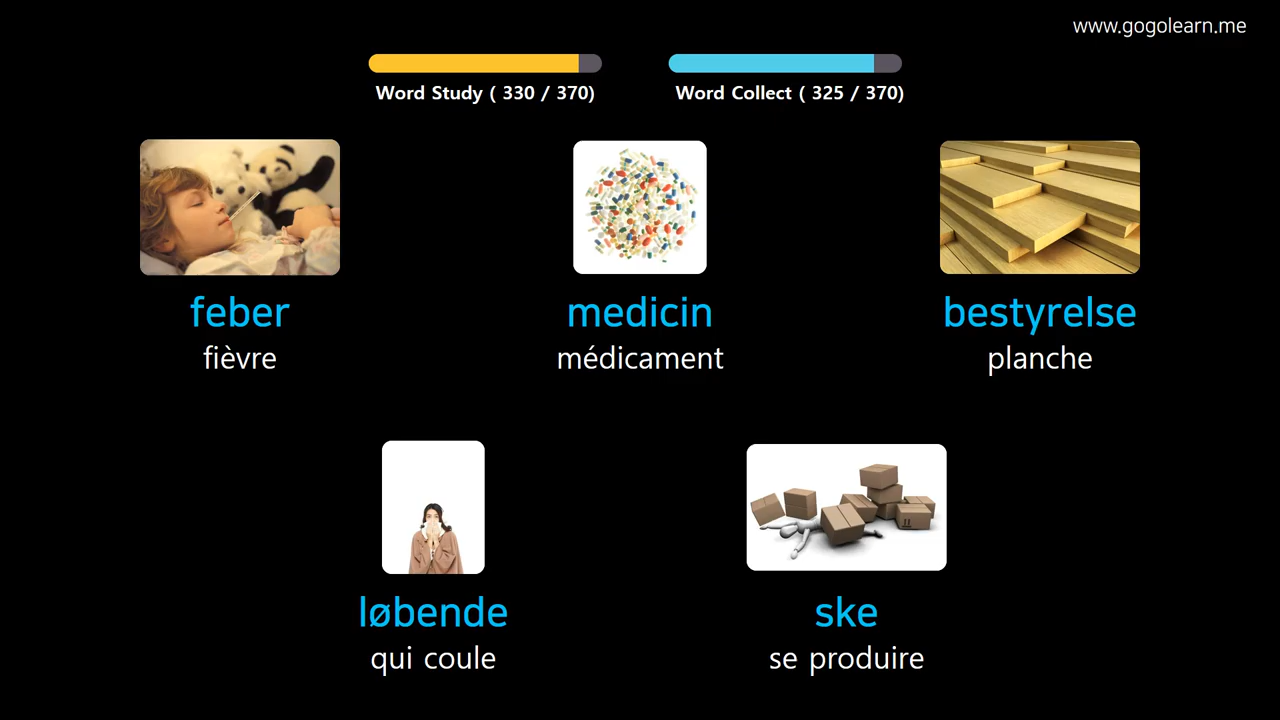 www.gogolearn.me
Word Study ( 330 / 370)
Word Collect ( 325 / 370)
feber
fièvre
medicin
médicament
bestyrelse
planche
løbende
qui coule
ske
se produire